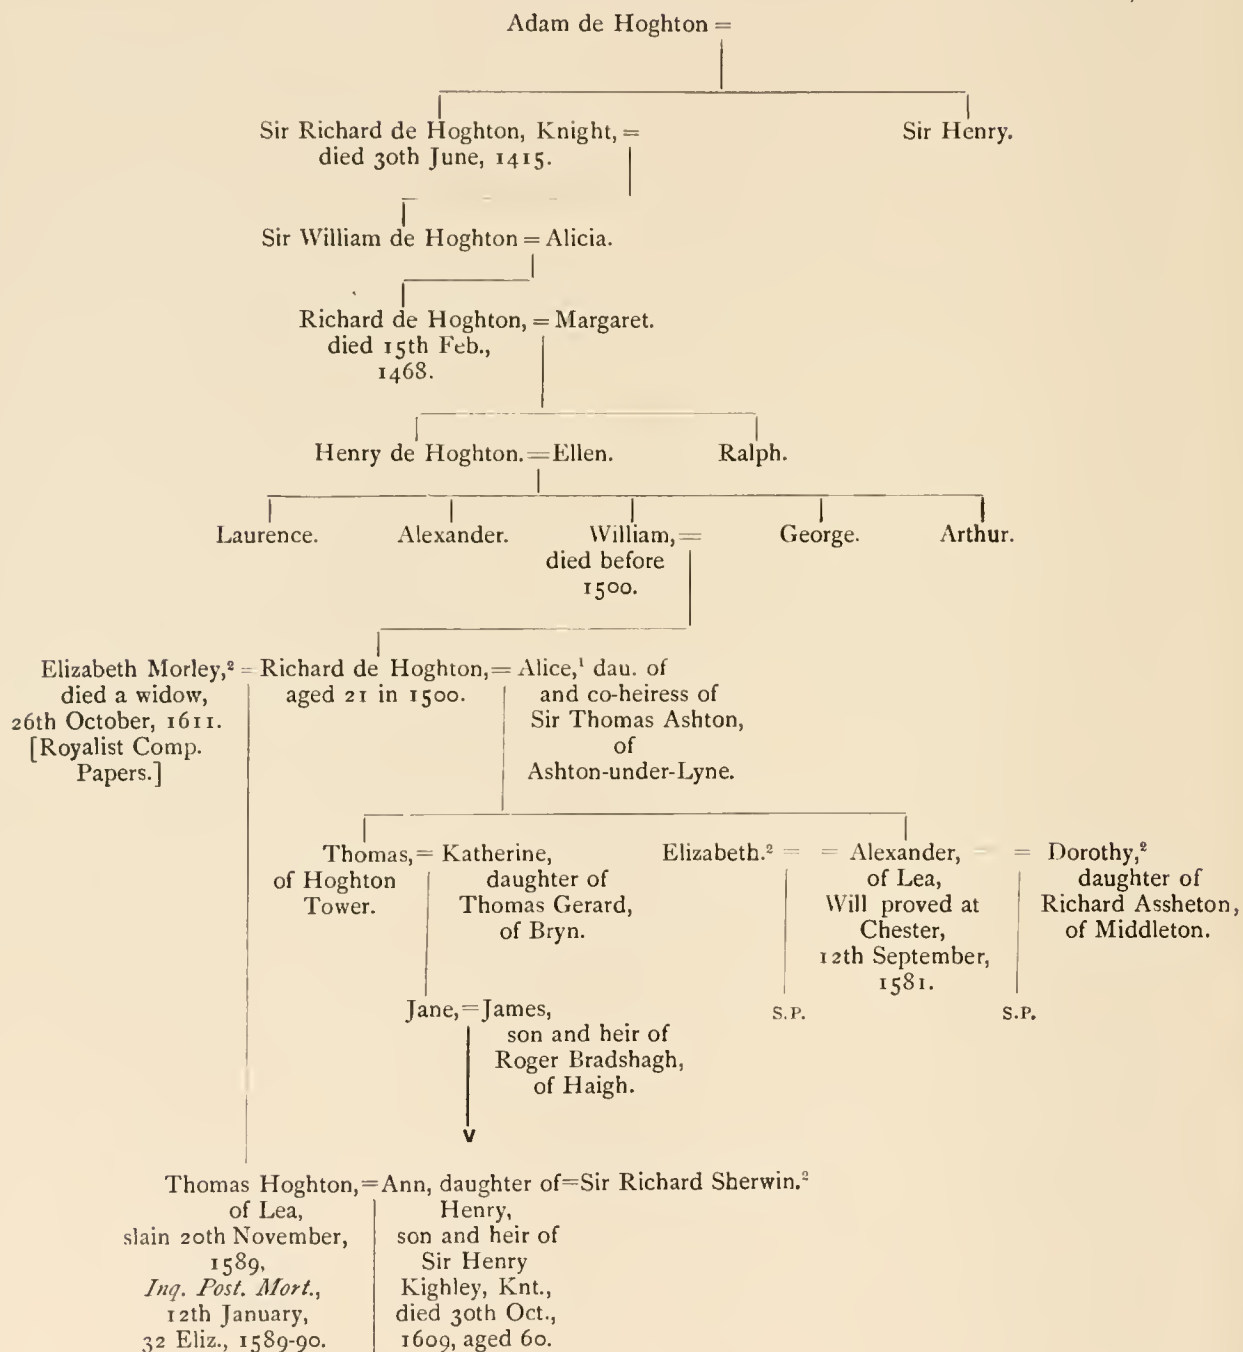 Adam de Hoghton =
Sir Richard de Hoghton, Knight, =
died 30th June, 1415.
Sir Henry.
Sir William de Hoghton = Alicia.
Richard de Hoghton, = Margaret.
died 15th Feb.,
1468.
Henry de Hoghton. = Ellen.
Ralph.
Laurence.
Alexander.
William, =
died before
1500.
George.
Arthur.
Elizabeth Morley,² =
died a widow,
26th October, 1611.
[Royalist Comp.
Papers.]
Richard de Hoghton, =
aged 21 in 1500.
Alice,¹ dau. of
and co-heiress of
Sir Thomas Ashton,
of
Ashton-under-Lyne.
Thomas, =
of Hoghton
Tower.
Katherine,
daughter of
Thomas Gerard,
of Bryn.
Elizabeth.² =
S.P.
= Alexander, =
of Lea,
Will proved at
Chester,
12th September,
1581.
= Dorothy,²
daughter of
Richard Assheton,
of Middleton.
S.P.
Jane, = James,
son and heir of
Roger Bradshagh,
of Haigh.
Thomas Hoghton, =
of Lea,
slain 20th November,
1589,
Inq. Post. Mort.,
12th January,
32 Eliz., 1589-90.
Ann, daughter of = Sir Richard Sherwin.²
Henry,
son and heir of
Sir Henry
Kighley, Knt.,
died 30th Oct.,
1609, aged 60.